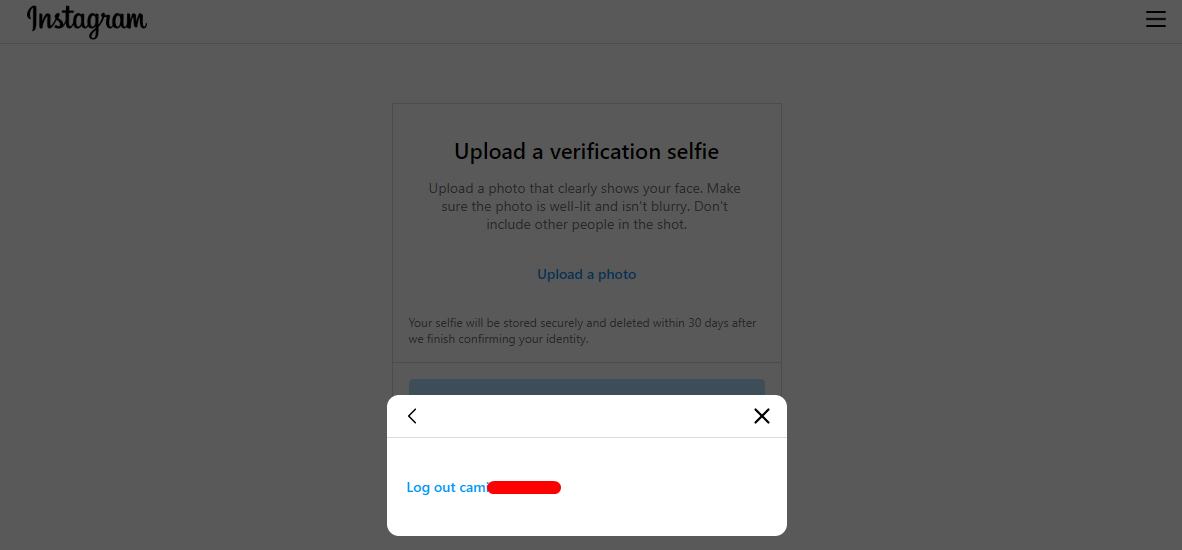 Instagram
Upload a verification selfie
Upload a photo that clearly shows your face. Make
sure the photo is well-lit and isn't blurry. Don't
include other people in the shot.
Upload a photo
Your selfie will be stored securely and deleted within 30 days after
we finish confirming your identity.
Log out cami